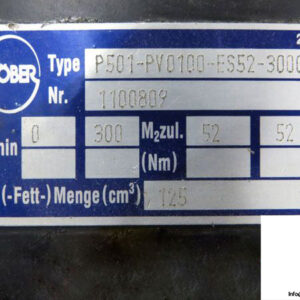 ÖBER
Type P501-PV0100-ES52-3000
Nr. 1100809
min 0 300 M₂zul. 52 52
(Nm)
(-Fett-) Menge (cm³) 125